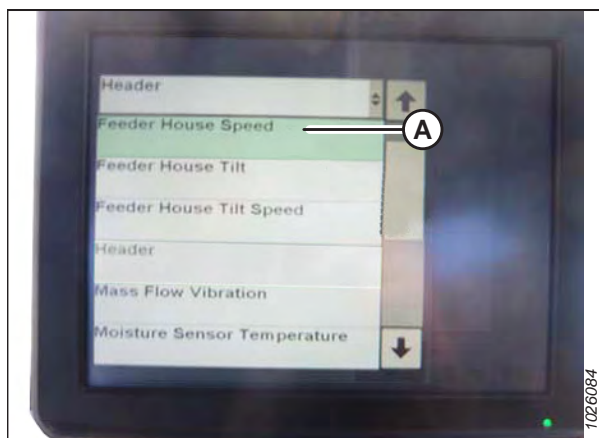 Header
Feeder House Speed
A
Feeder House Tilt
Feeder House Tilt Speed
Header
Mass Flow Vibration
Moisture Sensor Temperature
1026084